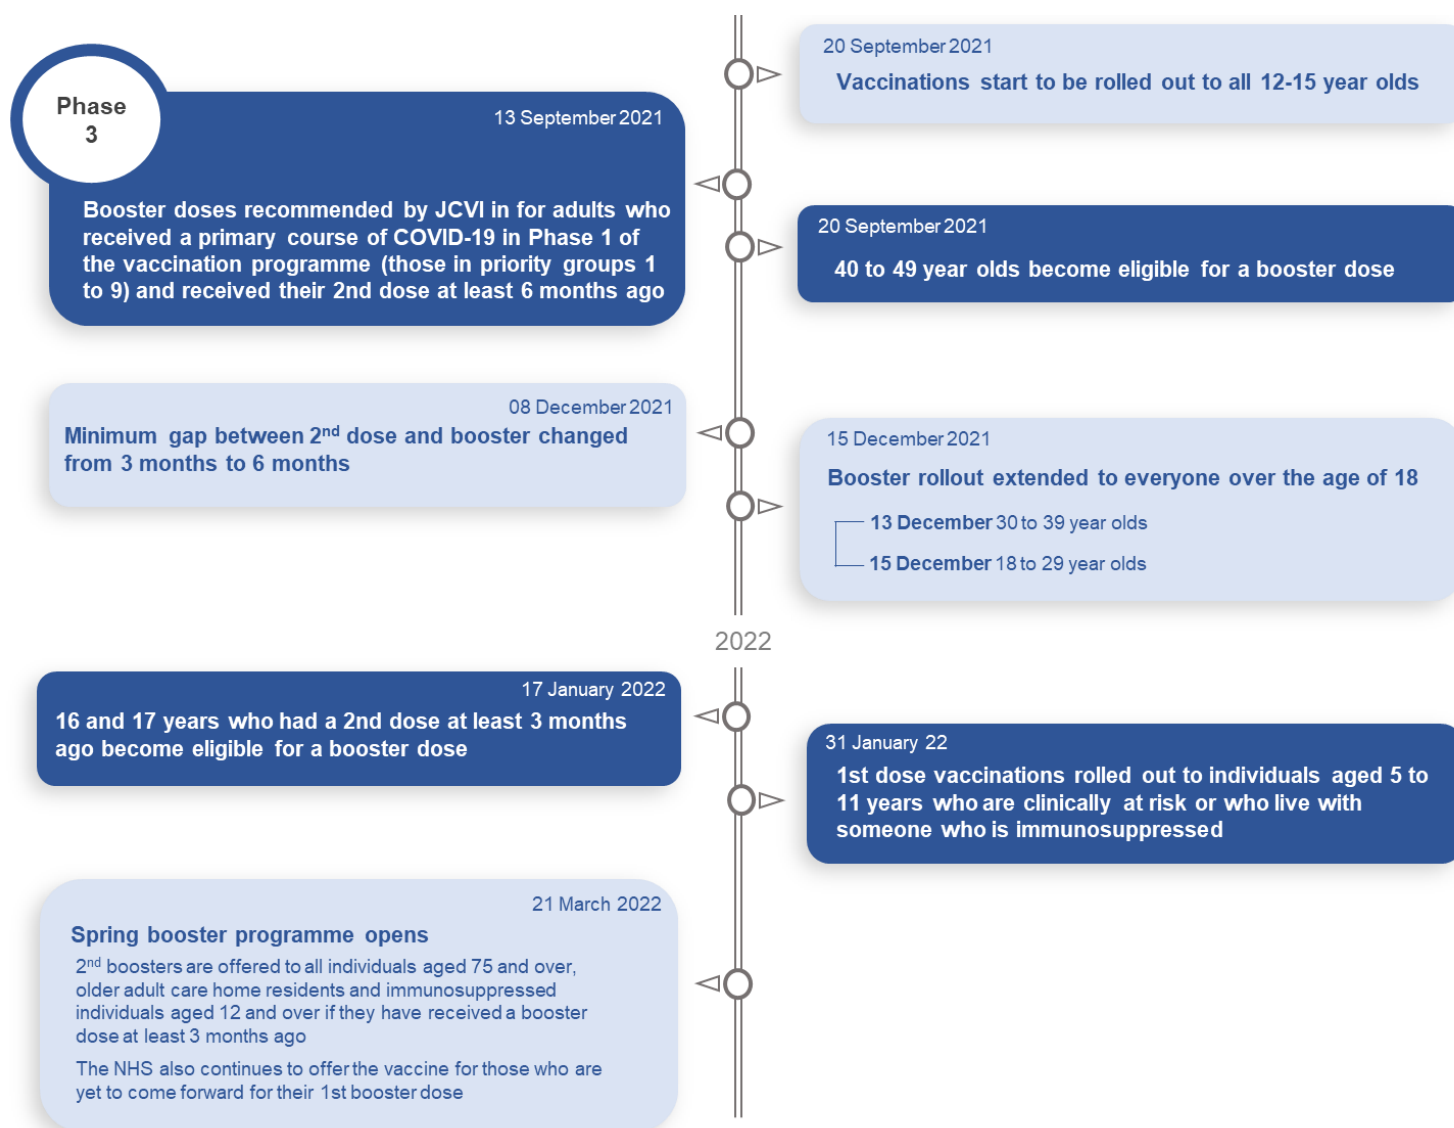 Phase
3
13 September 2021
Booster doses recommended by JCVI in for adults who
received a primary course of COVID-19 in Phase 1 of
the vaccination programme (those in priority groups 1
to 9) and received their 2nd dose at least 6 months ago
20 September 2021
Vaccinations start to be rolled out to all 12-15 year olds
20 September 2021
40 to 49 year olds become eligible for a booster dose
08 December 2021
Minimum gap between 2nd dose and booster changed
from 3 months to 6 months
15 December 2021
Booster rollout extended to everyone over the age of 18
13 December 30 to 39 year olds
15 December 18 to 29 year olds
2022
17 January 2022
16 and 17 years who had a 2nd dose at least 3 months
ago become eligible for a booster dose
31 January 22
1st dose vaccinations rolled out to individuals aged 5 to
11 years who are clinically at risk or who live with
someone who is immunosuppressed
21 March 2022
Spring booster programme opens
2nd boosters are offered to all individuals aged 75 and over,
older adult care home residents and immunosuppressed
individuals aged 12 and over if they have received a booster
dose at least 3 months ago
The NHS also continues to offer the vaccine for those who are
yet to come forward for their 1st booster dose